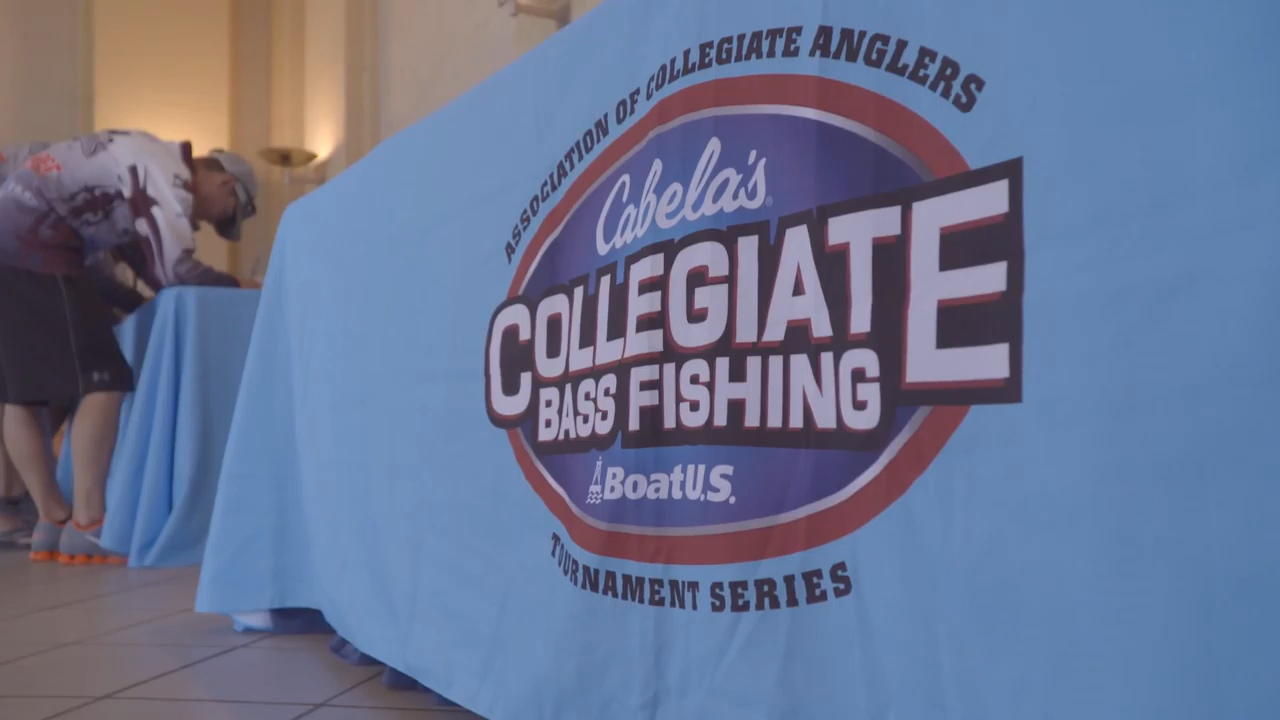 ASSOCIATION OF COLLEGIATE ANGLERS
Cabela's
COLLEGIATE
BASS FISHING
BoatU.S.
TOURNAMENT SERIES